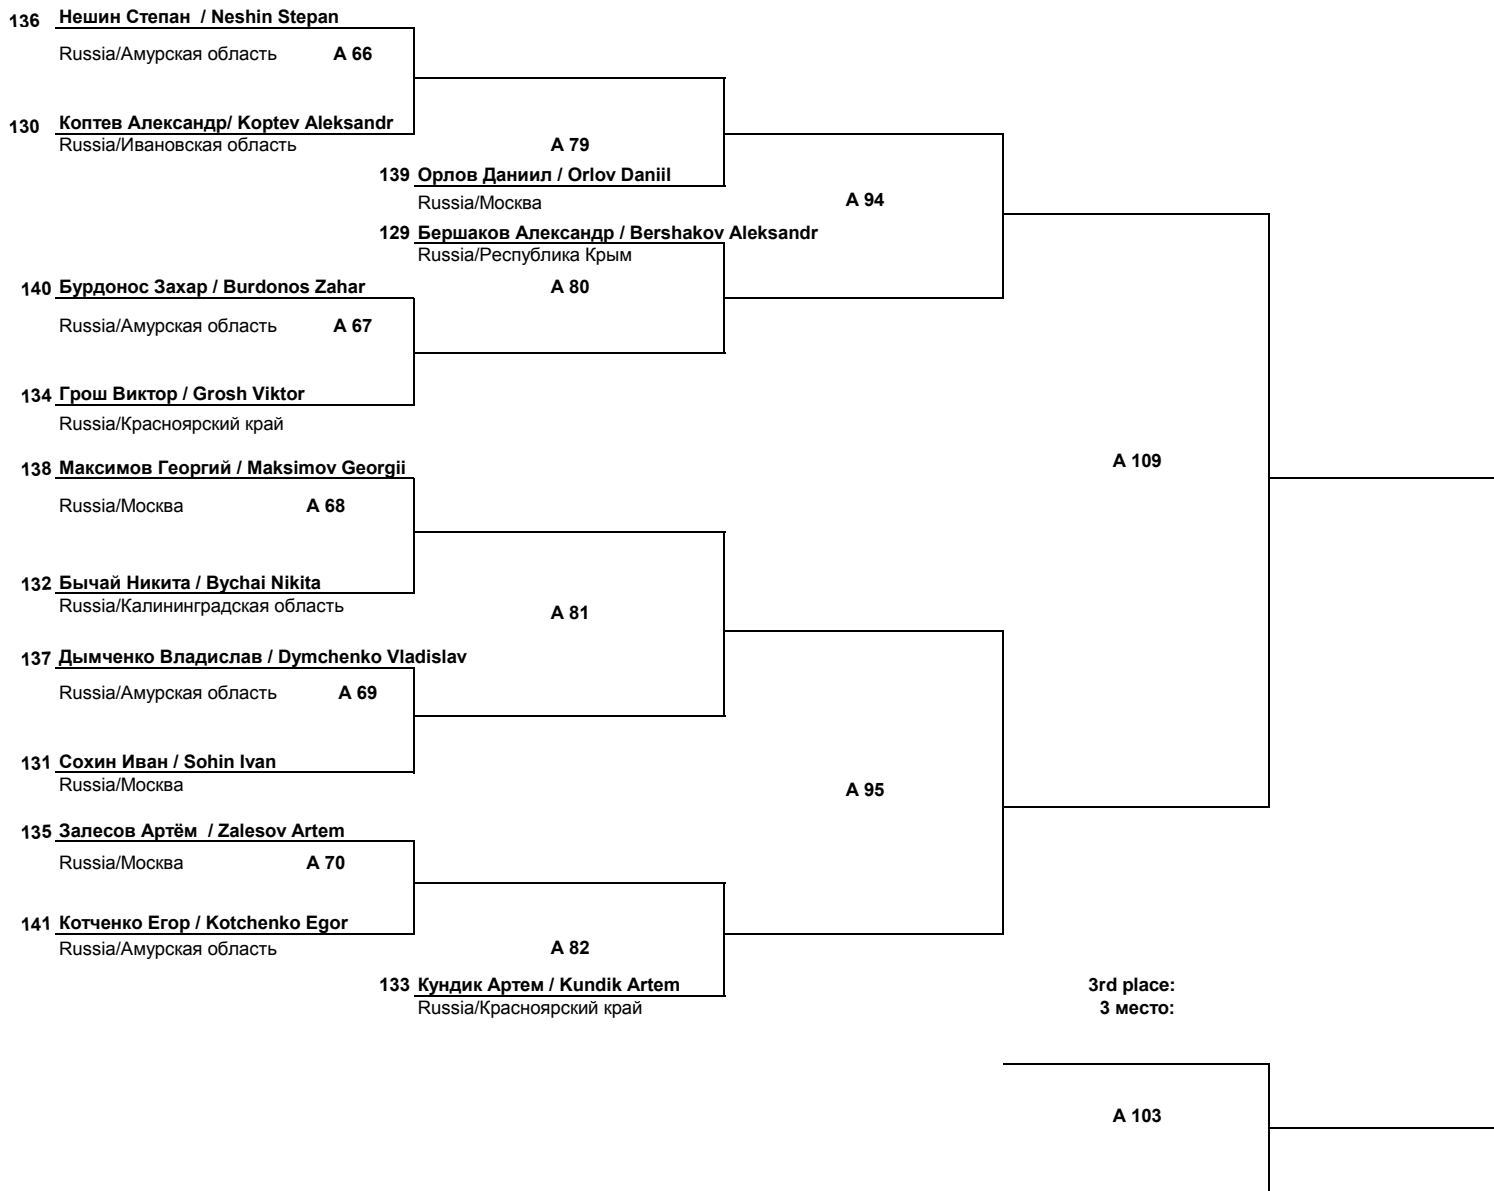 136 Нешин Степан / Neshin Stepan
Russia/Амурская область A 66
130 Коптев Александр/ Koptev Aleksandr
Russia/Ивановская область A 79
139 Орлов Даниил / Orlov Daniil
Russia/Москва A 94
129 Бершаков Александр / Bershakov Aleksandr
Russia/Республика Крым
140 Бурдонос Захар / Burdonos Zahar A 80
Russia/Амурская область A 67
134 Грош Виктор / Grosh Viktor
Russia/Красноярский край
138 Максимов Георгий / Maksimov Georgii A 109
Russia/Москва A 68
132 Бычай Никита / Bychai Nikita
Russia/Калининградская область A 81
137 Дымченко Владислав / Dymchenko Vladislav
Russia/Амурская область A 69
131 Сохин Иван / Sohin Ivan
Russia/Москва A 95
135 Залесов Артём / Zalesov Artem
Russia/Москва A 70
141 Котченко Егор / Kotchenko Egor
Russia/Амурская область A 82
133 Кундик Артем / Kundik Artem 3rd place:
Russia/Красноярский край 3 место:
A 103